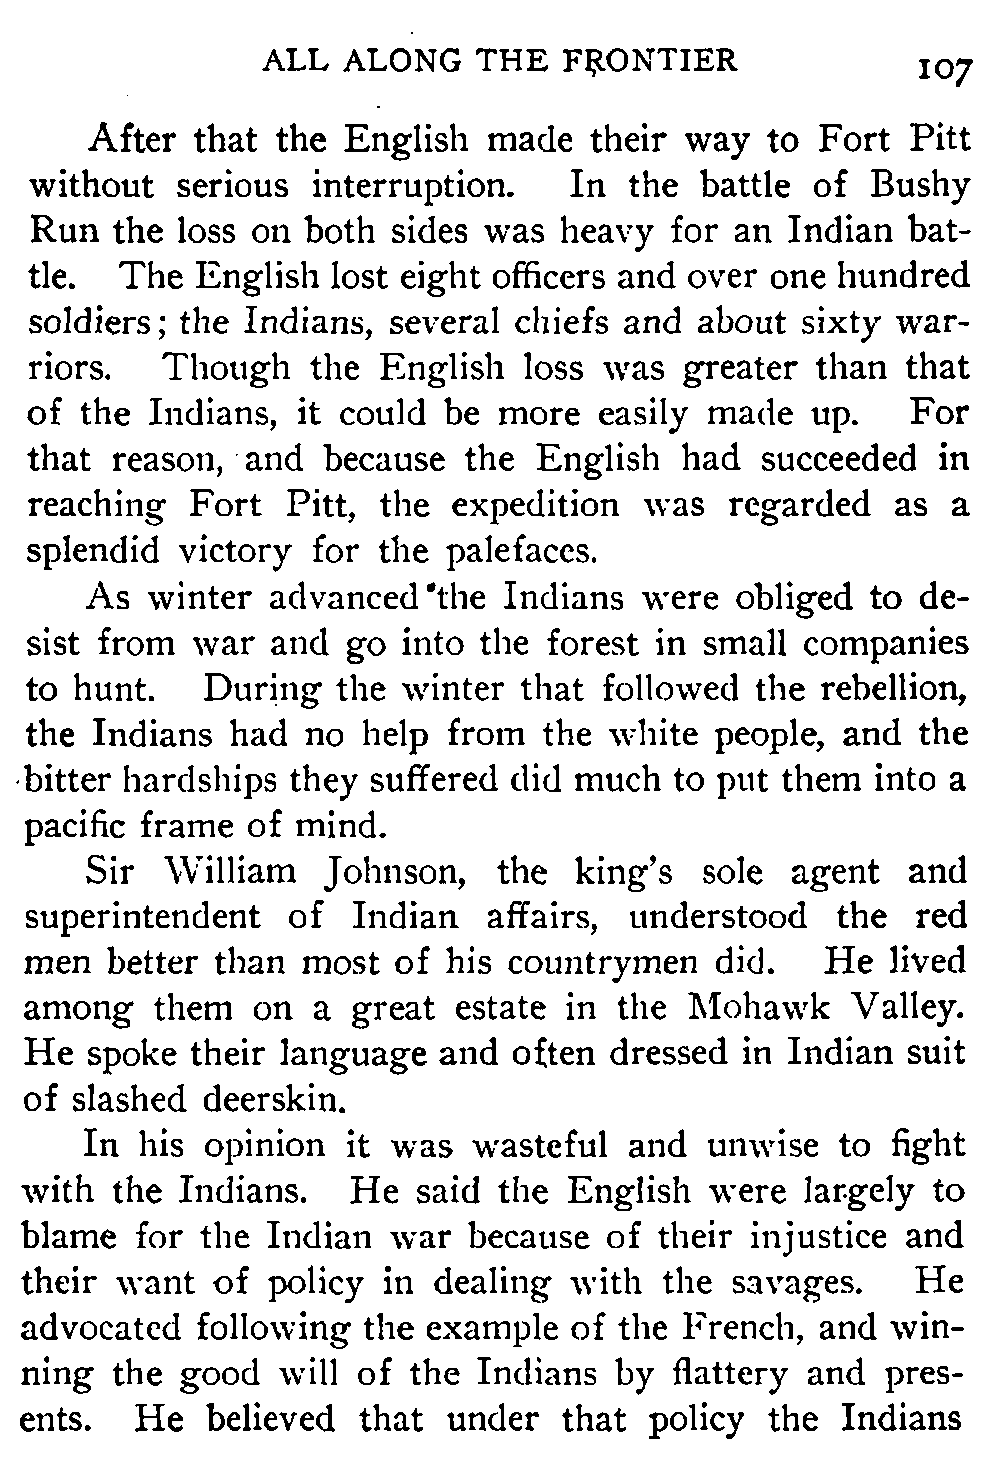 ALL ALONG THE FRONTIER 107
After that the English made their way to Fort Pitt
without serious interruption. In the battle of Bushy
Run the loss on both sides was heavy for an Indian bat-
tle. The English lost eight officers and over one hundred
soldiers; the Indians, several chiefs and about sixty war-
riors. Though the English loss was greater than that
of the Indians, it could be more easily made up. For
that reason, and because the English had succeeded in
reaching Fort Pitt, the expedition was regarded as a
splendid victory for the palefaces.
As winter advanced the Indians were obliged to de-
sist from war and go into the forest in small companies
to hunt. During the winter that followed the rebellion,
the Indians had no help from the white people, and the
bitter hardships they suffered did much to put them into a
pacific frame of mind.
Sir William Johnson, the king's sole agent and
superintendent of Indian affairs, understood the red
men better than most of his countrymen did. He lived
among them on a great estate in the Mohawk Valley.
He spoke their language and often dressed in Indian suit
of slashed deerskin.
In his opinion it was wasteful and unwise to fight
with the Indians. He said the English were largely to
blame for the Indian war because of their injustice and
their want of policy in dealing with the savages. He
advocated following the example of the French, and win-
ning the good will of the Indians by flattery and pres-
ents. He believed that under that policy the Indians